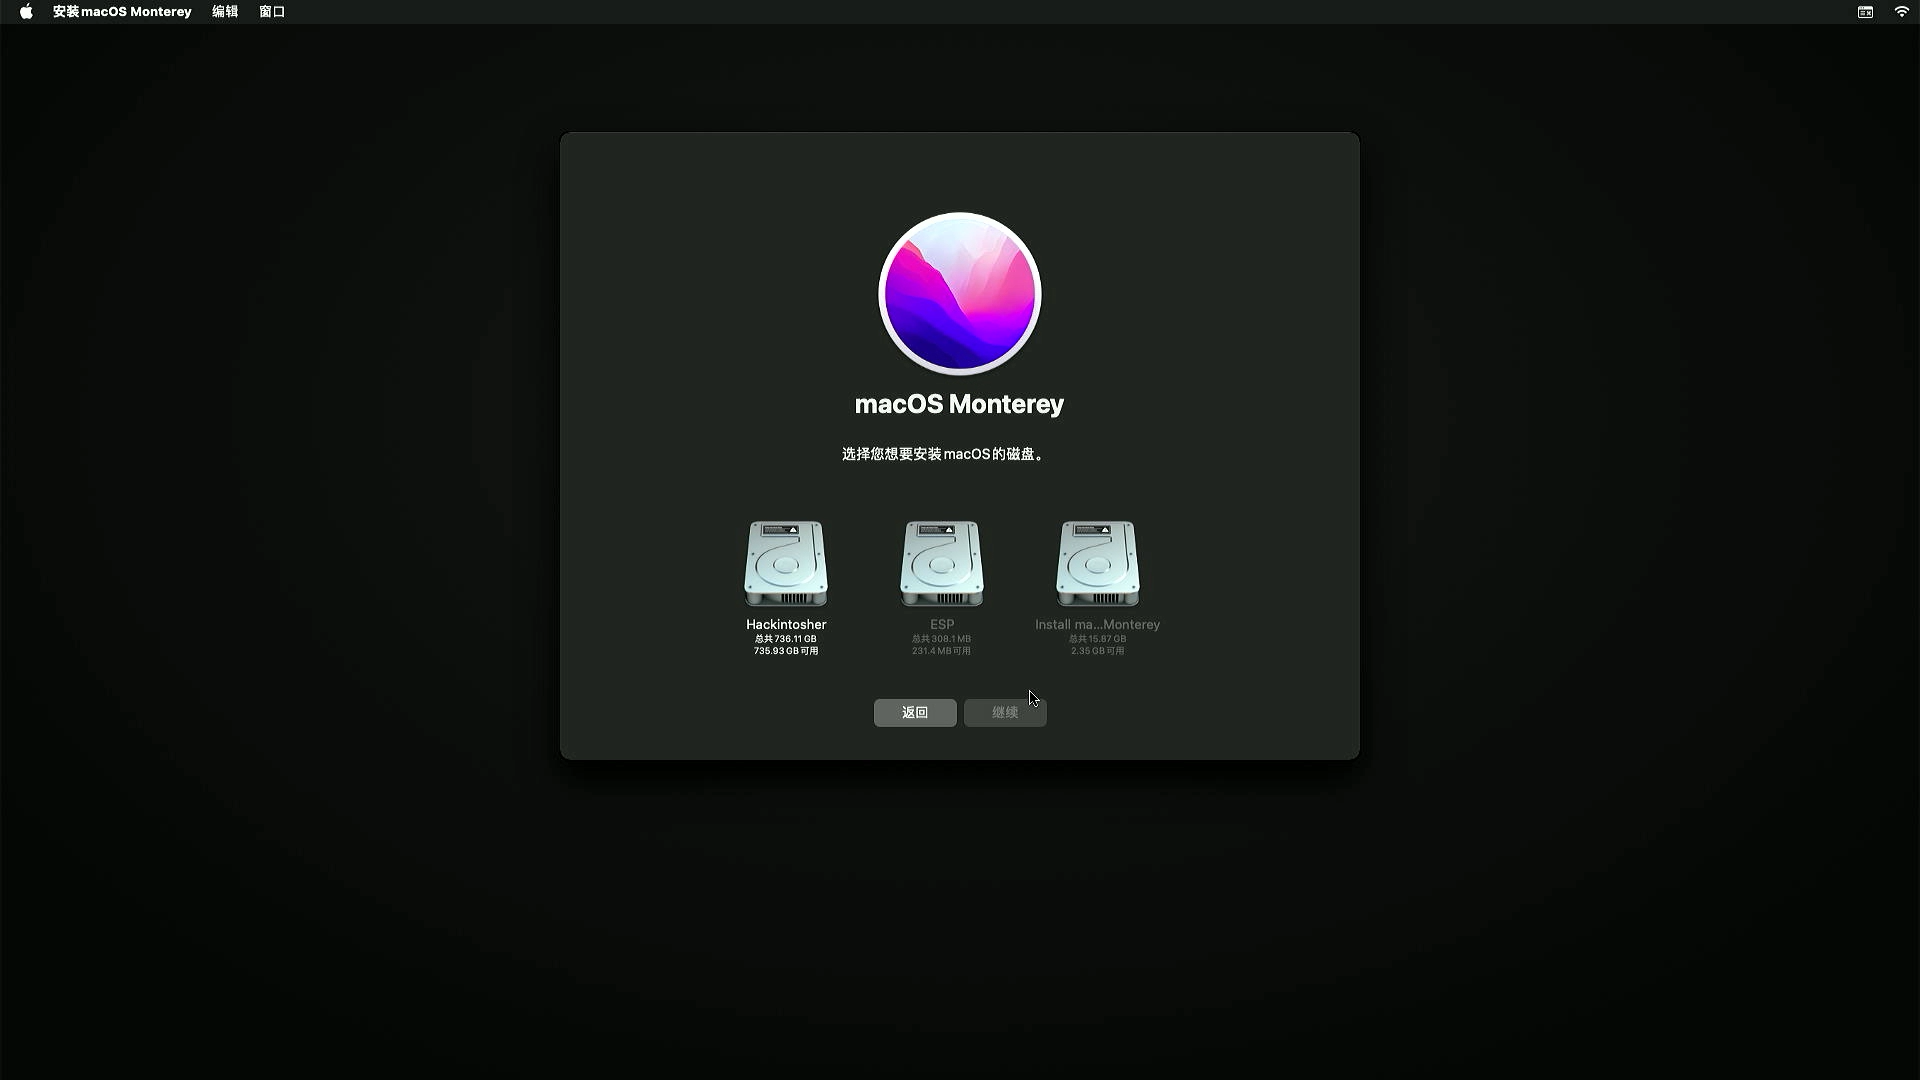 安装macOS Monterey 编辑 窗口
macOS Monterey
选择您想要安装macOS的磁盘。
Hackintosher ESP Install ma...Monterey
总共736.11 GB 总共308.1 MB 总共15.87 GB
735.93 GB可用 231.4 MB可用 2.35 GB可用
返回 继续